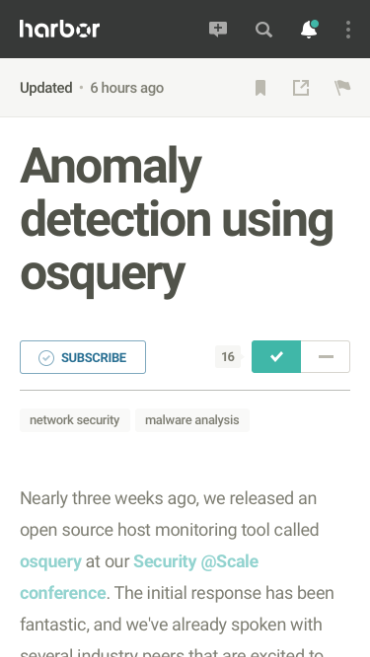 harbor
Updated • 6 hours ago
Anomaly
detection using
osquery
SUBSCRIBE
16
network security
malware analysis
Nearly three weeks ago, we released an
open source host monitoring tool called
osquery at our Security @Scale
conference. The initial response has been
fantastic, and we've already spoken with
several industry peers that are excited to